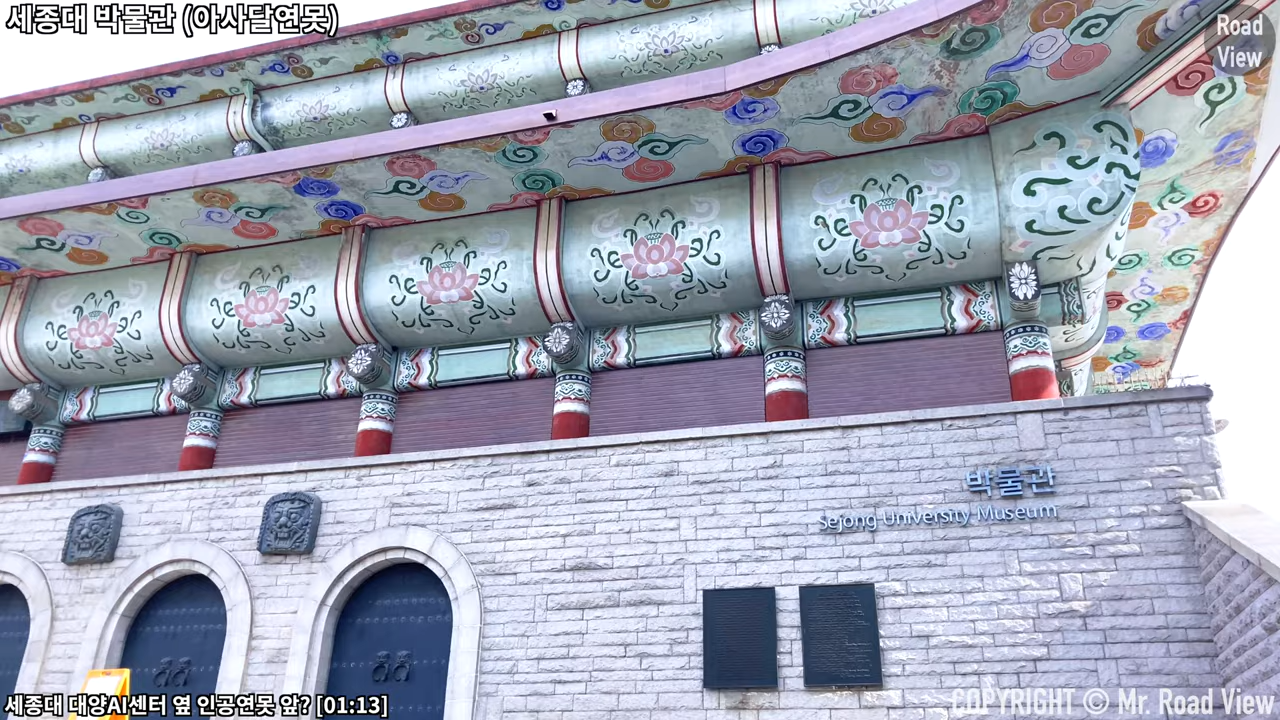 세종대 박물관 (아사달연못)
Road
View
박물관
Sejong University Museum
세종대 대양AI센터 옆 인공연못 앞? [01:13]
COPYRIGHT © Mr. Road View